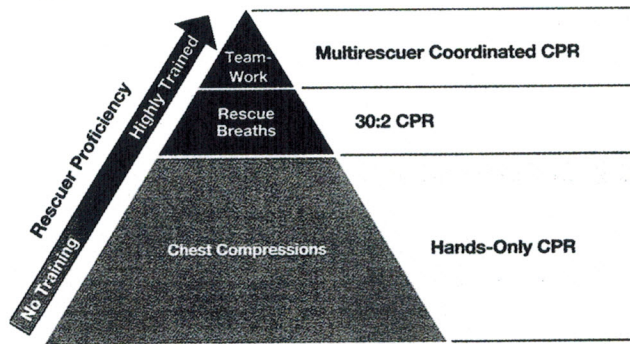 Team-
Work
Multirescuer Coordinated CPR
Rescue
Breaths
30:2 CPR
Chest Compressions
Hands-Only CPR
Rescuer Proficiency
Highly Trained
No Training